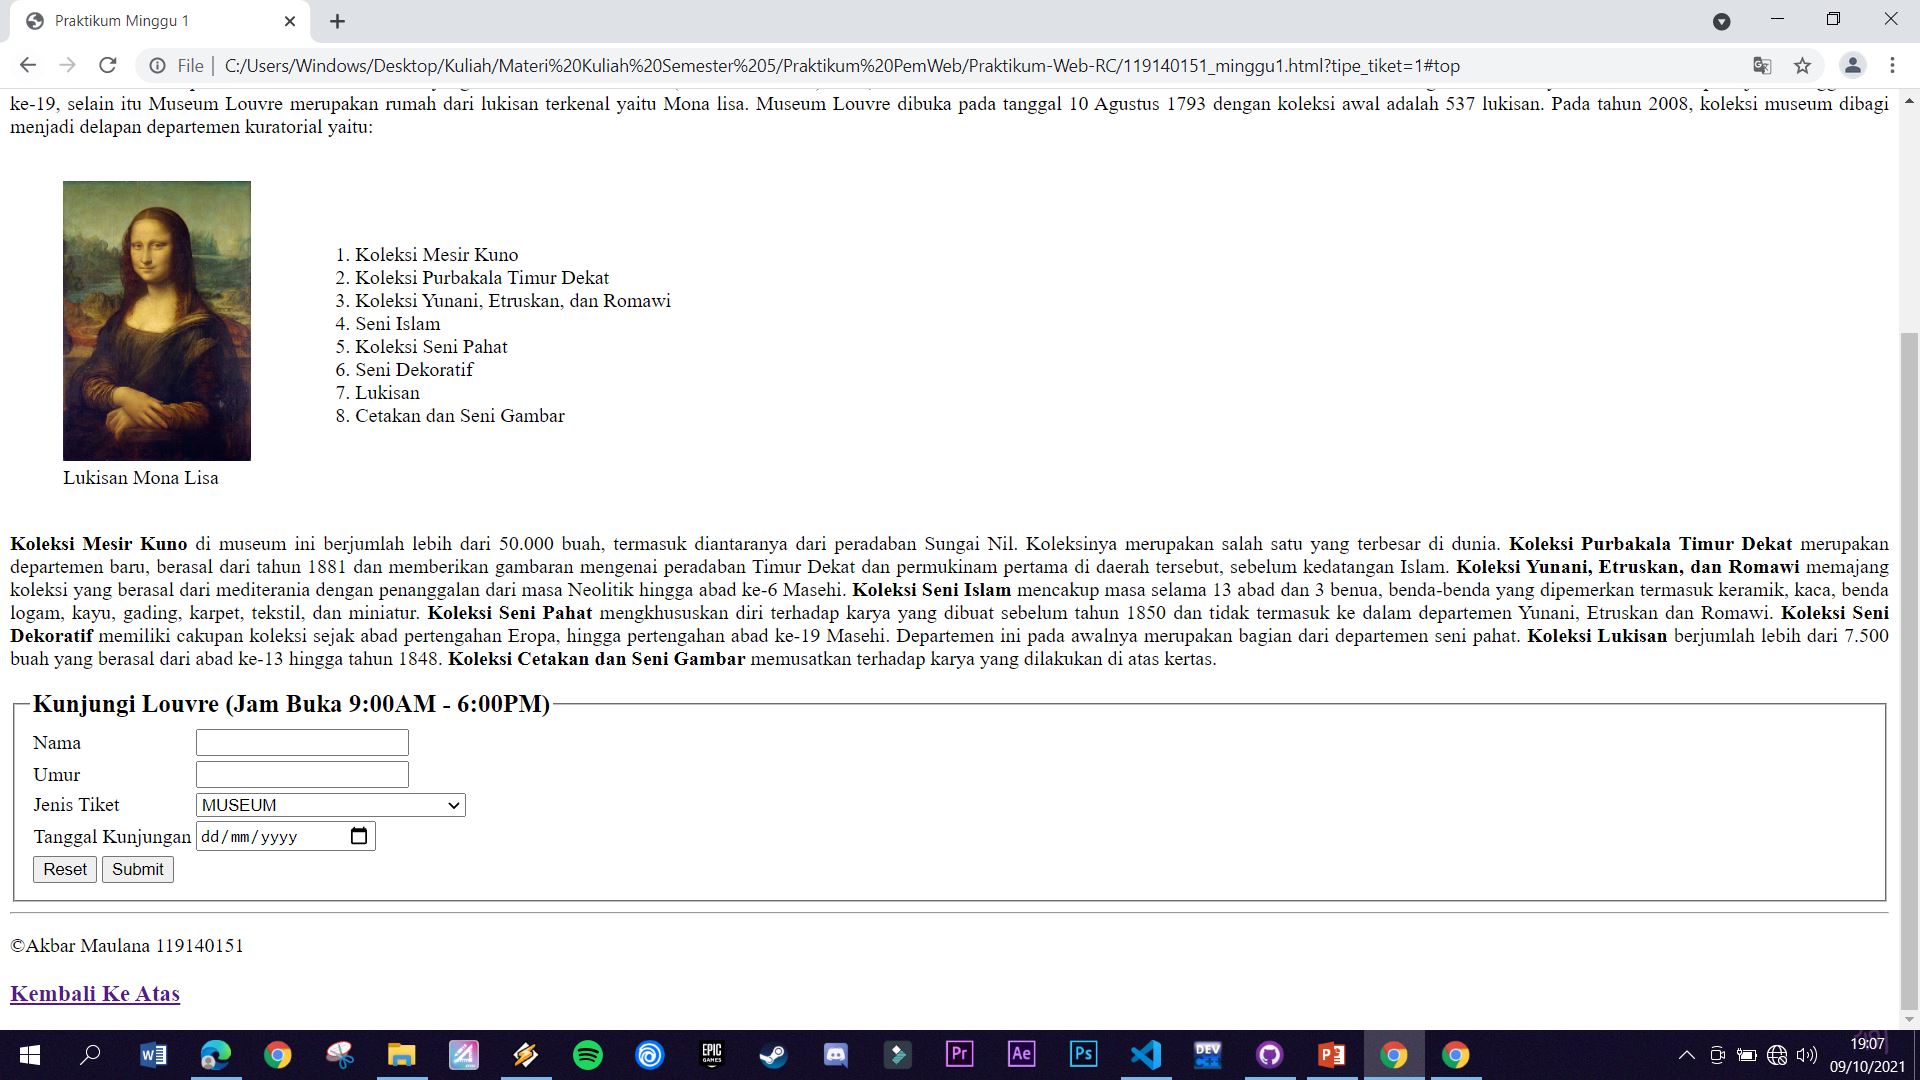 Praktikum Minggu 1
File | C:/Users/Windows/Desktop/Kuliah/Materi%20Kuliah%20Semester%205/Praktikum%20PemWeb/Praktikum-Web-RC/119140151_minggu1.html?tipe_tiket=1#top
ke-19, selain itu Museum Louvre merupakan rumah dari lukisan terkenal yaitu Mona lisa. Museum Louvre dibuka pada tanggal 10 Agustus 1793 dengan koleksi awal adalah 537 lukisan. Pada tahun 2008, koleksi museum dibagi
menjadi delapan departemen kuratorial yaitu:
1. Koleksi Mesir Kuno
2. Koleksi Purbakala Timur Dekat
3. Koleksi Yunani, Etruskan, dan Romawi
4. Seni Islam
5. Koleksi Seni Pahat
6. Seni Dekoratif
7. Lukisan
8. Cetakan dan Seni Gambar
Lukisan Mona Lisa
Koleksi Mesir Kuno di museum ini berjumlah lebih dari 50.000 buah, termasuk diantaranya dari peradaban Sungai Nil. Koleksinya merupakan salah satu yang terbesar di dunia. Koleksi Purbakala Timur Dekat merupakan
departemen baru, berasal dari tahun 1881 dan memberikan gambaran mengenai peradaban Timur Dekat dan permukinam pertama di daerah tersebut, sebelum kedatangan Islam. Koleksi Yunani, Etruskan, dan Romawi memajang
koleksi yang berasal dari mediterania dengan penanggalan dari masa Neolitik hingga abad ke-6 Masehi. Koleksi Seni Islam mencakup masa selama 13 abad dan 3 benua, benda-benda yang dipemerkan termasuk keramik, kaca, benda
logam, kayu, gading, karpet, tekstil, dan miniatur. Koleksi Seni Pahat mengkhususkan diri terhadap karya yang dibuat sebelum tahun 1850 dan tidak termasuk ke dalam departemen Yunani, Etruskan dan Romawi. Koleksi Seni
Dekoratif memiliki cakupan koleksi sejak abad pertengahan Eropa, hingga pertengahan abad ke-19 Masehi. Departemen ini pada awalnya merupakan bagian dari departemen seni pahat. Koleksi Lukisan berjumlah lebih dari 7.500
buah yang berasal dari abad ke-13 hingga tahun 1848. Koleksi Cetakan dan Seni Gambar memusatkan terhadap karya yang dilakukan di atas kertas.
Kunjungi Louvre (Jam Buka 9:00AM - 6:00PM)
Nama
Umur
Jenis Tiket MUSEUM
Tanggal Kunjungan dd/mm/yyyy
Reset Submit
©Akbar Maulana 119140151
Kembali Ke Atas
EPIC GAMES Pr Ae Ps DEV C++
19:07
09/10/2021